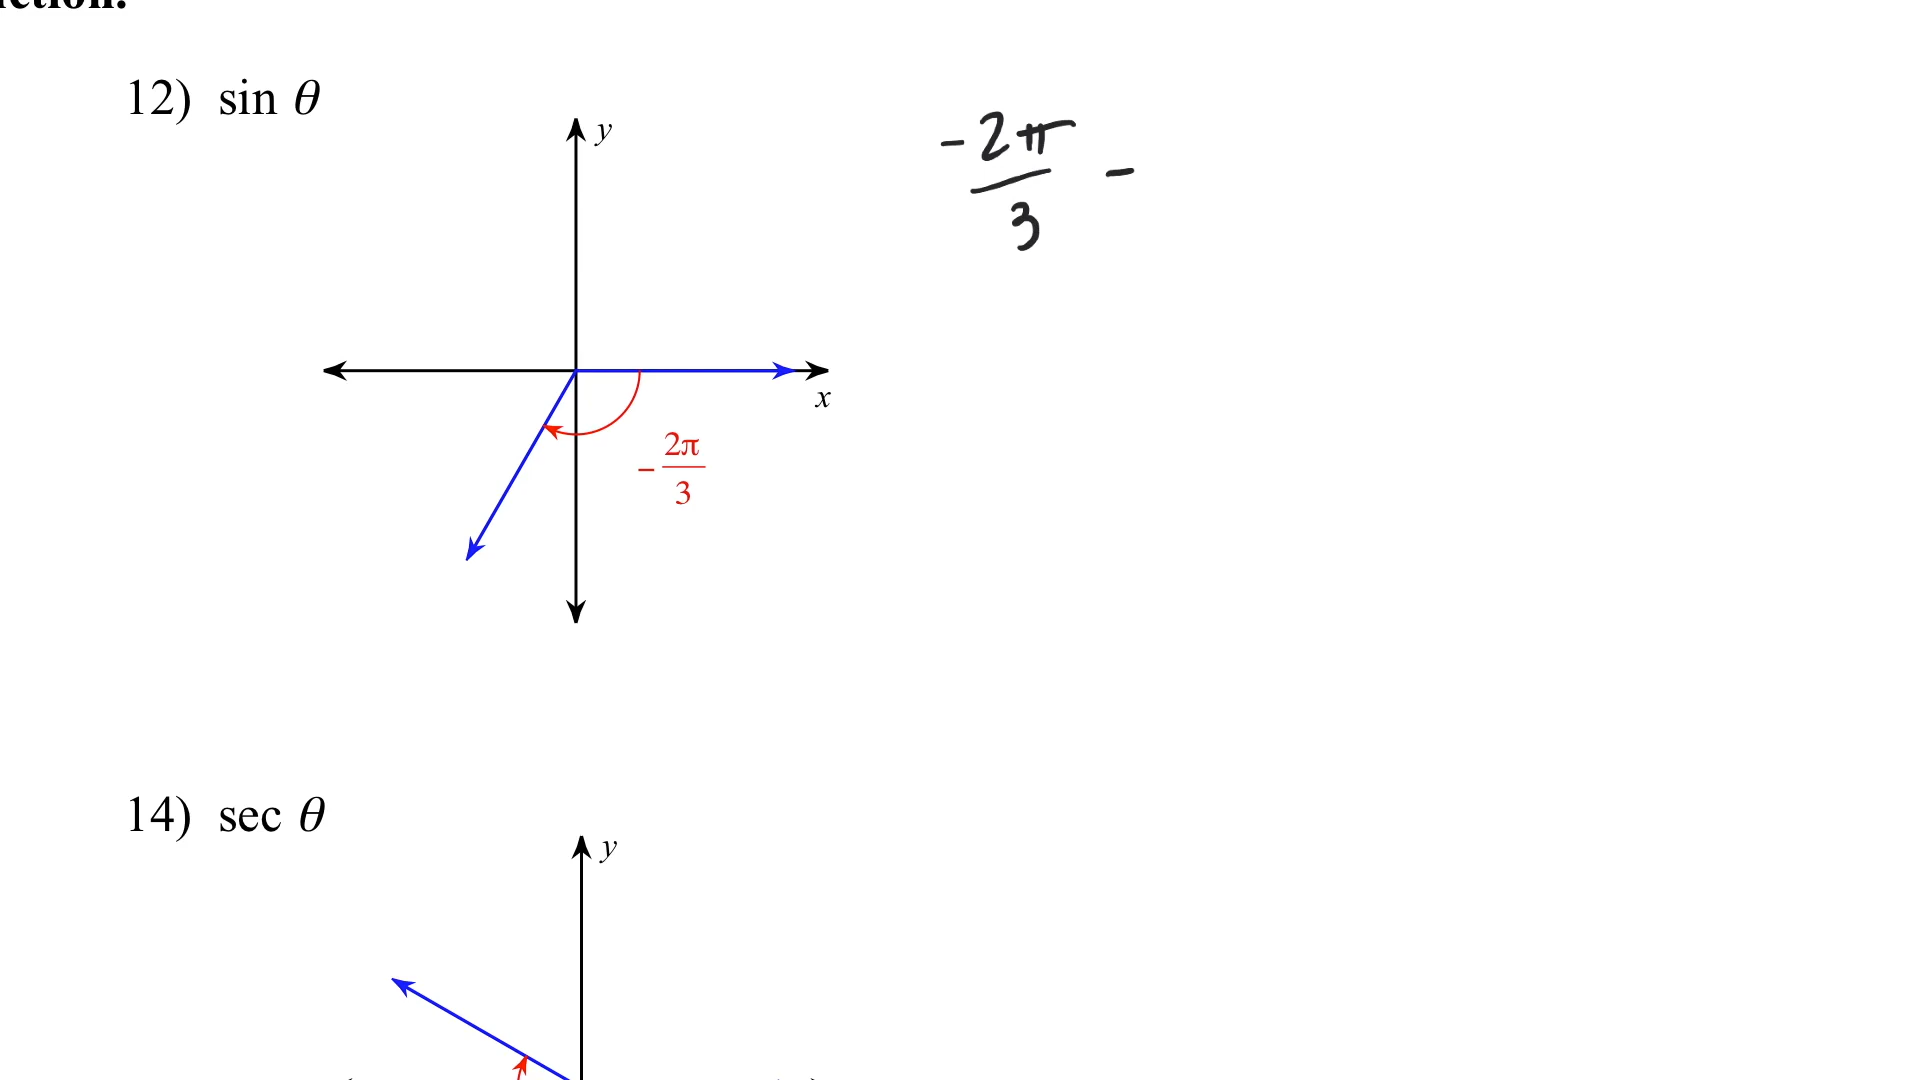 12) sin θ
y
-2π/3 -
x
-2π/3
14) sec θ
y